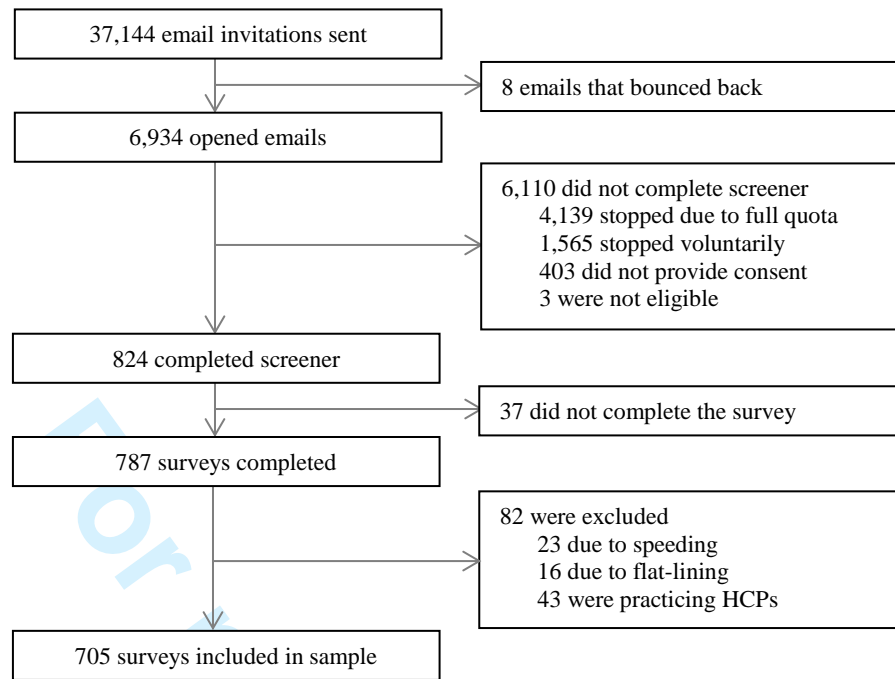 37,144 email invitations sent
8 emails that bounced back
6,934 opened emails
6,110 did not complete screener
4,139 stopped due to full quota
1,565 stopped voluntarily
403 did not provide consent
3 were not eligible
824 completed screener
37 did not complete the survey
787 surveys completed
82 were excluded
23 due to speeding
16 due to flat-lining
43 were practicing HCPs
705 surveys included in sample
For